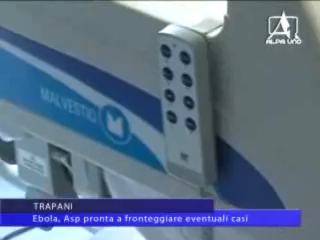 ALPA UNO
MALVESTIO
TRAPANI
Ebola, Asp pronta a fronteggiare eventuali casi